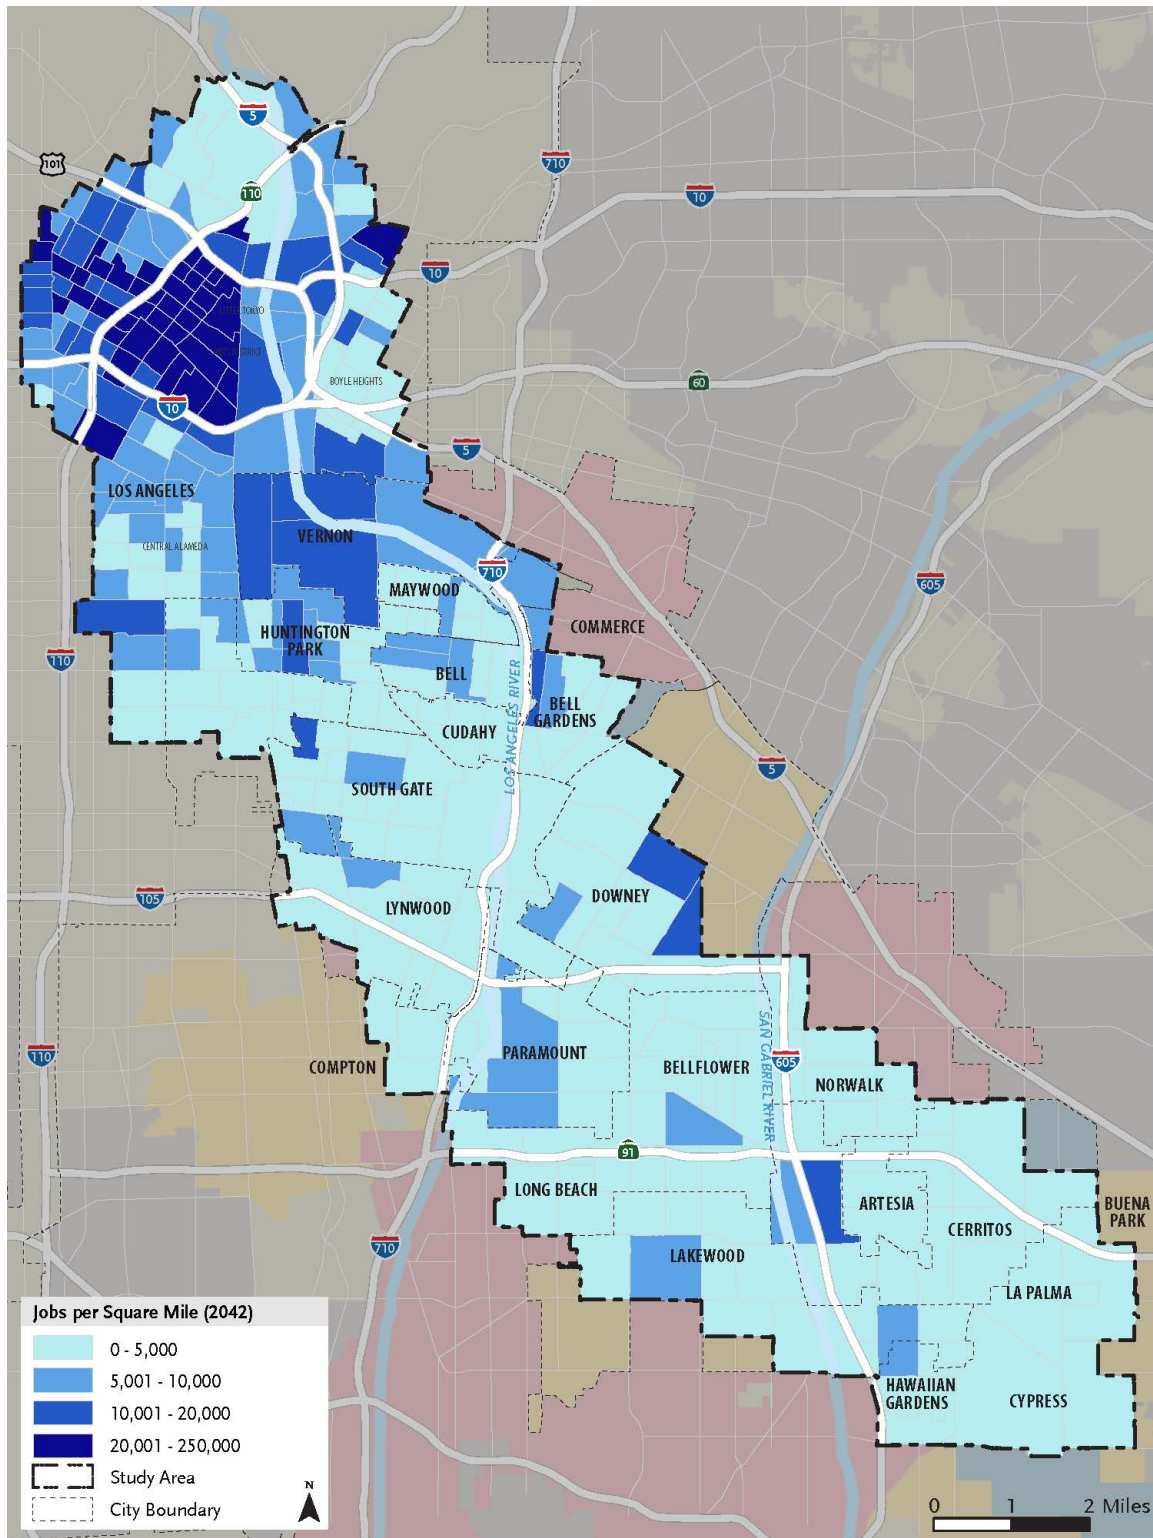 5
101
110
710
10
10
LITTLE TOKYO
ARTS DISTRICT
BOYLE HEIGHTS
60
10
5
LOS ANGELES
VERNON
CENTRAL ALAMEDA
710
605
MAYWOOD
COMMERCE
HUNTINGTON
PARK
110
BELL
BELL
GARDENS
CUDAHY
LOS ANGELES RIVER
5
SOUTH GATE
105
DOWNEY
LYNWOOD
110
COMPTON
PARAMOUNT
BELLFLOWER
SAN GABRIEL RIVER
605
NORWALK
91
LONG BEACH
ARTESIA
BUENA
PARK
CERRITOS
710
LAKEWOOD
LA PALMA
HAWAIIAN
GARDENS
CYPRESS
Jobs per Square Mile (2042)
0 - 5,000
5,001 - 10,000
10,001 - 20,000
20,001 - 250,000
Study Area
City Boundary
N
0 1 2 Miles